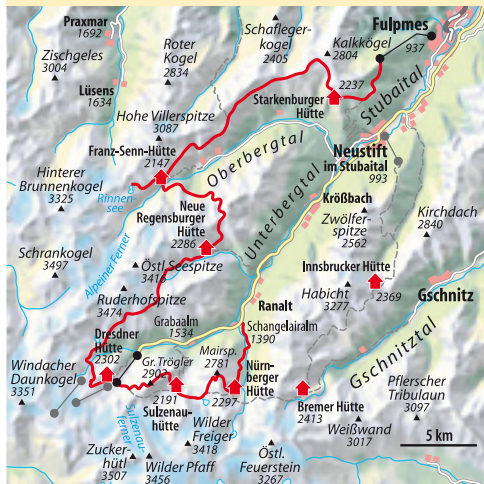 Praxmar
1692
Zischgeles
3004
Roter
Kogel
2834
Schafleger-
kogel
2405
Kalkkögel
2804
Fulpmes
937
2237
Starkenburger
Hütte
Stubaital
Lüsens
1634
Hohe Villerspitze
3087
Franz-Senn-Hütte
2147
Oberbergtal
Neustift
im Stubaital
993
Hinterer
Brunnenkogel
3325
Rinnen-
see
Neue
Regensburger
Hütte
2286
Unterbergtal
Krößbach
Zwölfer-
spitze
2562
Kirchdach
2840
Schrankogel
3497
Alpeiner Ferner
Östl. Seespitze
3416
Innsbrucker Hütte
2369
Ruderhofspitze
3474
Habicht
3277
Gschnitz
Ranalt
Dresdner
Hütte
2302
Grabaalm
1534
Schangelairalm
1390
Gschnitztal
Gr. Trögler
2902
Mairsp.
2781
Nürn-
berger
Hütte
2297
Windacher
Daunkogel
3351
2191
Sulzenau-
hütte
Bremer Hütte
2413
Pflerscher
Tribulaun
3097
Sulzenau-
ferner
Wilder
Freiger
3418
Weißwand
3017
5 km
Zucker-
hütl
3507
Wilder Pfaff
3456
Östl.
Feuerstein
3267